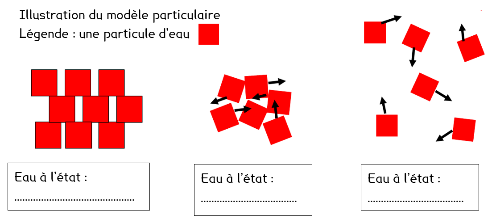 Illustration du modèle particulaire
Légende : une particule d'eau
Eau à l'état :
..........................................
Eau à l'état :
..................................
Eau à l'état :
..................................